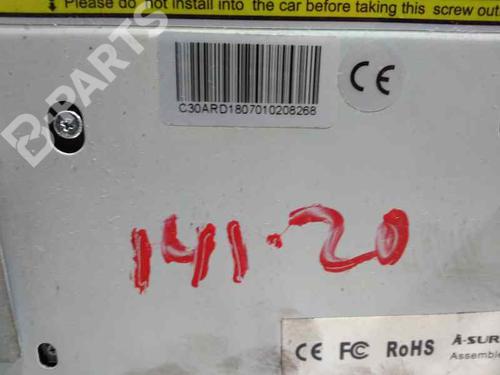 Please do not install into the car before taking this screw out
C30ARD1807010208268
CE
B-PARTS
141-20
CE FC RoHS A-SUR
Assemble